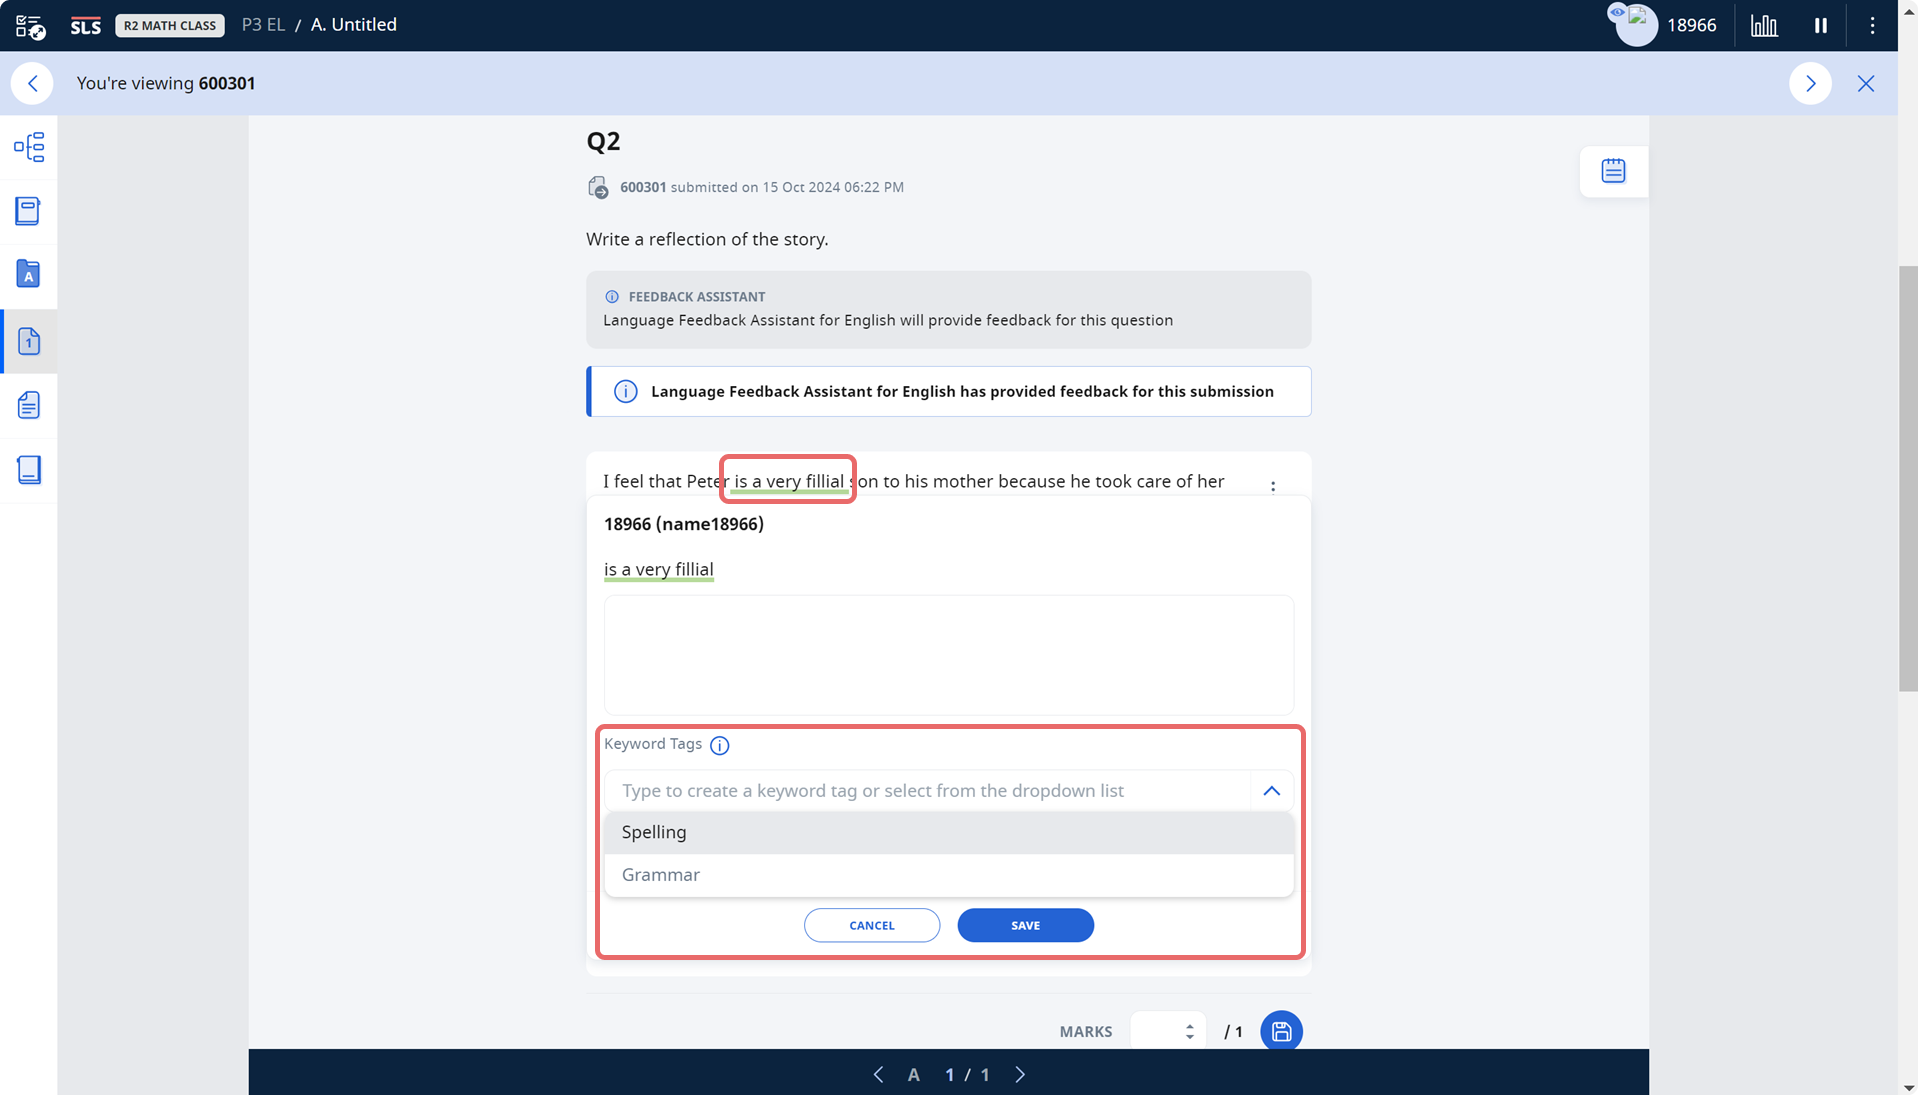 SLS R2 MATH CLASS P3 EL / A. Untitled 18966
You're viewing 600301
Q2
600301 submitted on 15 Oct 2024 06:22 PM
A
Write a reflection of the story.
FEEDBACK ASSISTANT
Language Feedback Assistant for English will provide feedback for this question
1
Language Feedback Assistant for English has provided feedback for this submission
I feel that Peter is a very fillial son to his mother because he took care of her
18966 (name18966)
is a very fillial
Keyword Tags
Type to create a keyword tag or select from the dropdown list
Spelling
Grammar
CANCEL SAVE
MARKS / 1
A 1 / 1